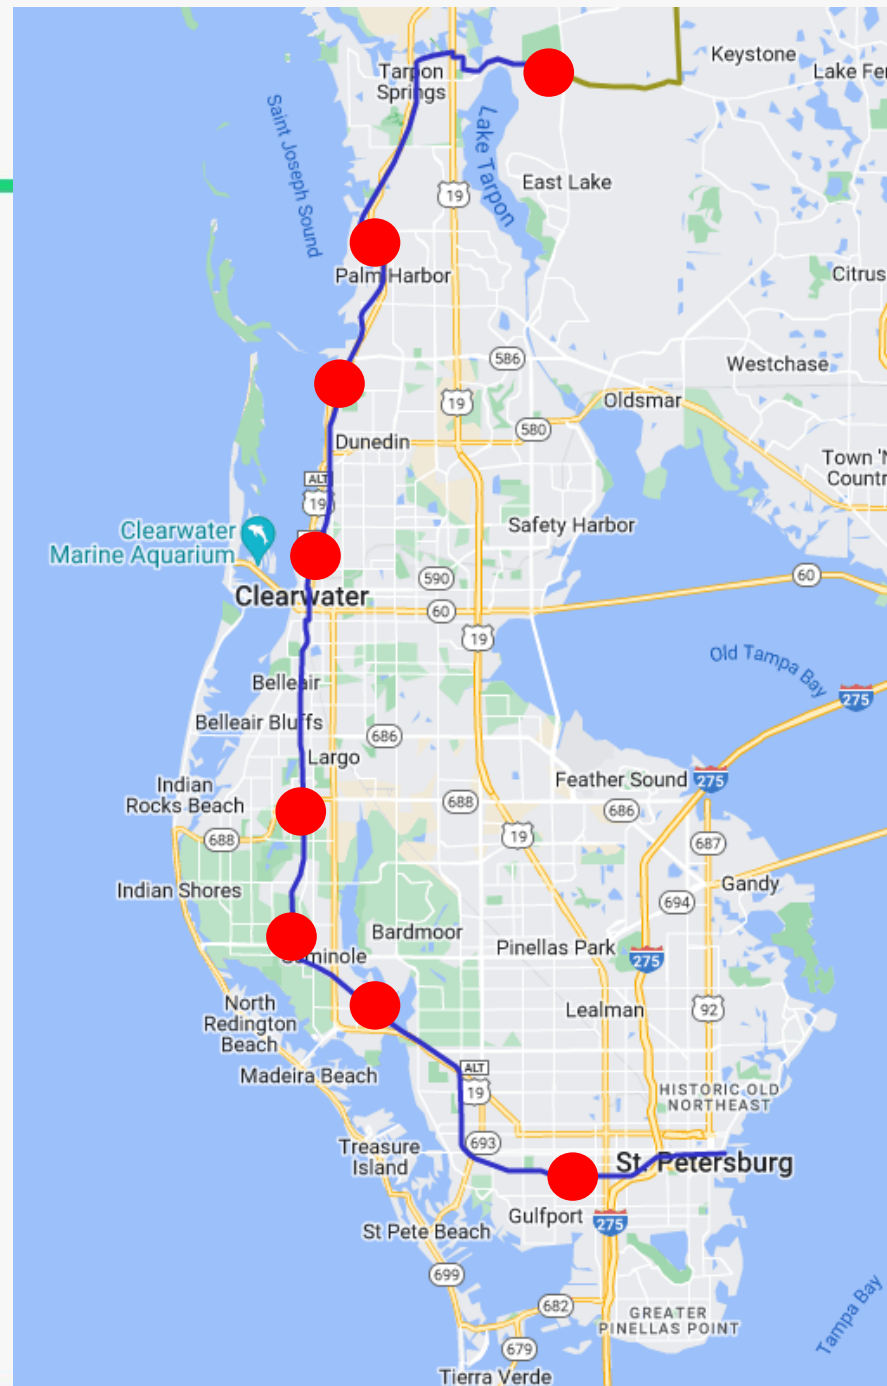 Keystone
Tarpon
Springs
Lake Fer
Saint Joseph Sound
Lake Tarpon
East Lake
19
Palm Harbor
Citrus
586
Westchase
19
Oldsmar
580
Dunedin
Town 'N
Countr
ALT
19
Clearwater
Marine Aquarium
Safety Harbor
590
60
Clearwater
60
19
Old Tampa Bay
275
Belleair
Belleair Bluffs
686
Largo
Feather Sound
275
Indian
Rocks Beach
688
686
19
688
687
Indian Shores
Gandy
694
Bardmoor
Pinellas Park
275
North
Redington
Beach
Lealman
92
Madeira Beach
ALT
19
HISTORIC OLD
NORTHEAST
693
Treasure
Island
St. Petersburg
Gulfport
275
St Pete Beach
699
Tampa Bay
682
GREATER
PINELLAS POINT
679
Tierra Verde